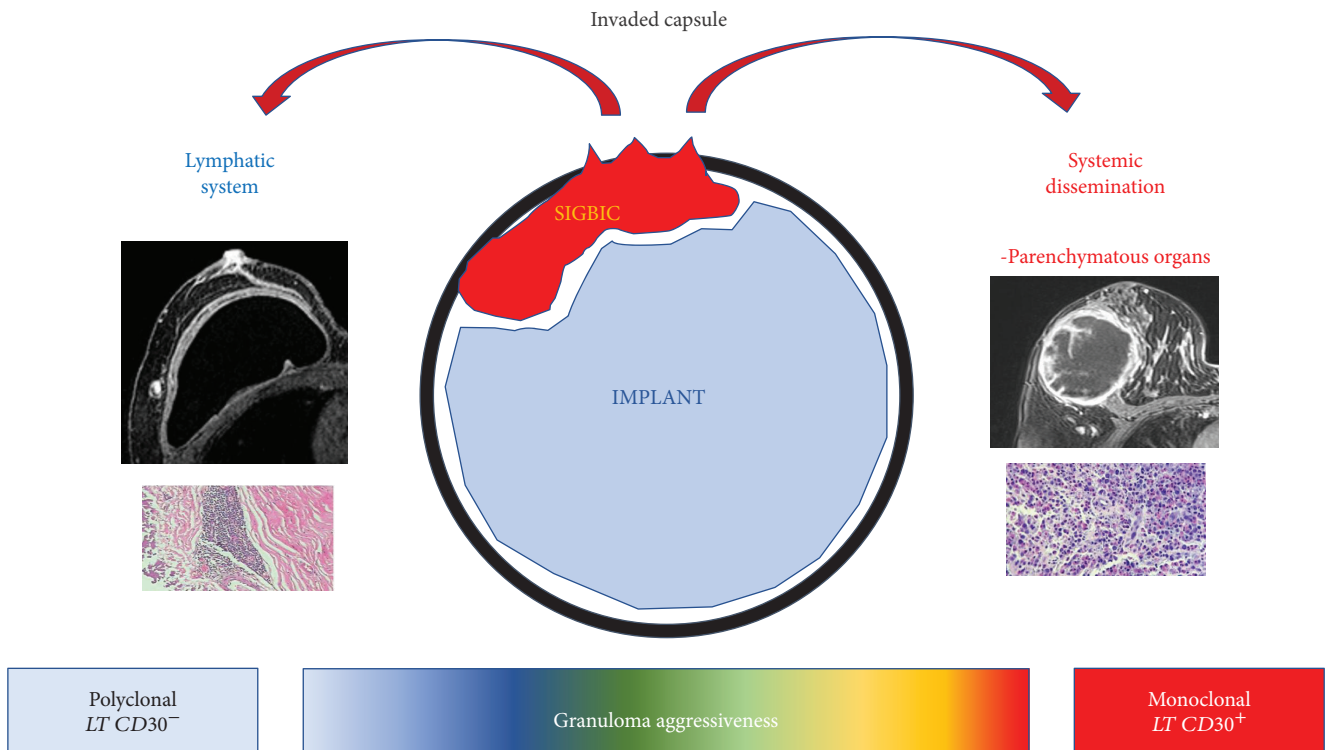 Invaded capsule
Lymphatic
system
Systemic
dissemination
-Parenchymatous organs
SIGBIC
IMPLANT
Polyclonal
LT CD30⁻
Granuloma aggressiveness
Monoclonal
LT CD30⁺